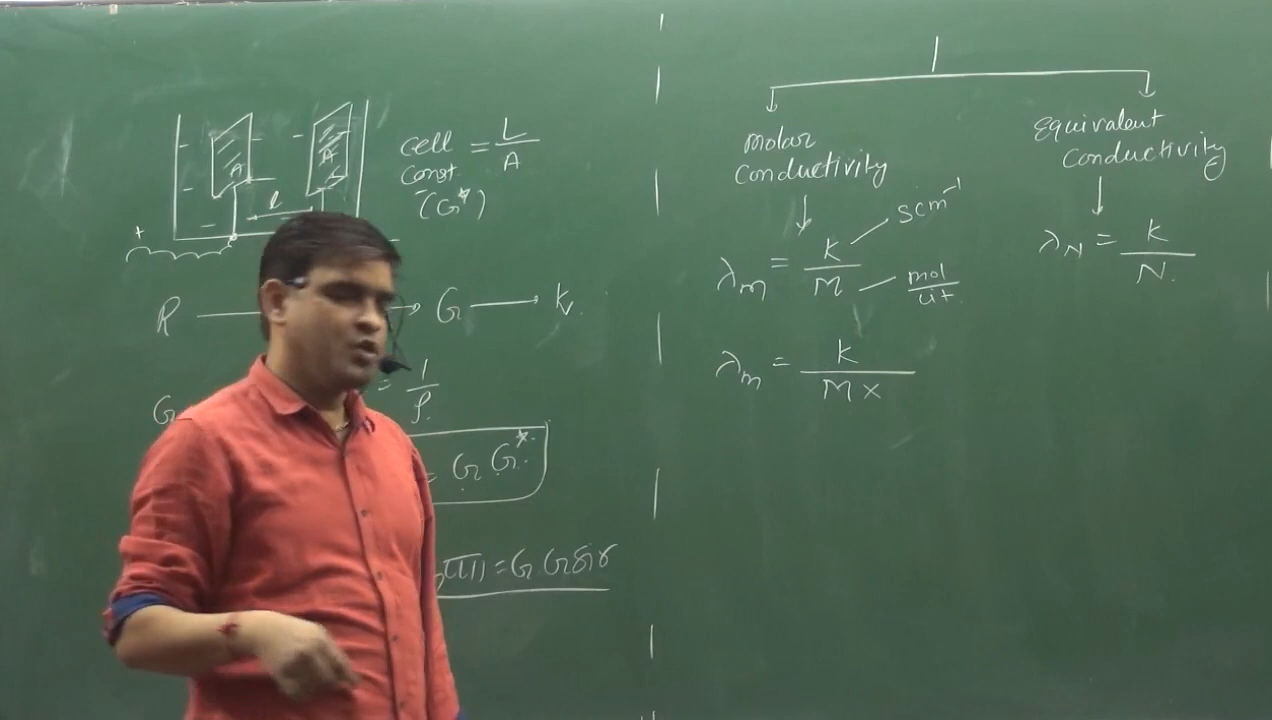 A
A
l
+
cell const. (G*) = L/A
R → G → k
G
= 1/ρ
= G G*
= G G
Molar
conductivity
λm = k/M
S cm⁻¹
mol/lit
λm = k/M×
Equivalent
Conductivity
λN = k/N